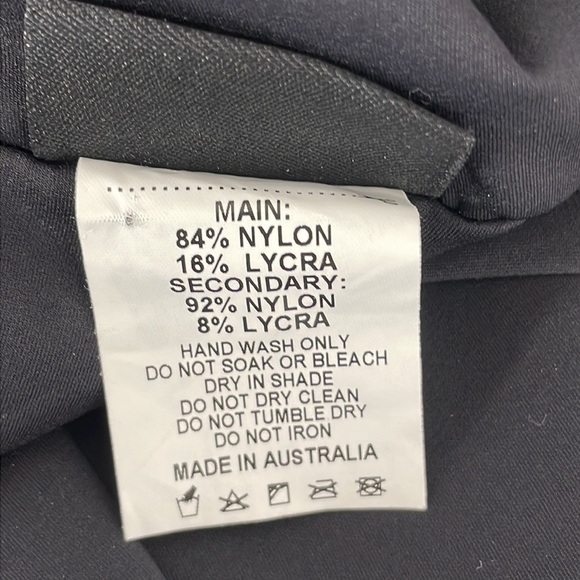 MAIN:
84% NYLON
16% LYCRA
SECONDARY:
92% NYLON
8% LYCRA
HAND WASH ONLY
DO NOT SOAK OR BLEACH
DRY IN SHADE
DO NOT DRY CLEAN
DO NOT TUMBLE DRY
DO NOT IRON
MADE IN AUSTRALIA